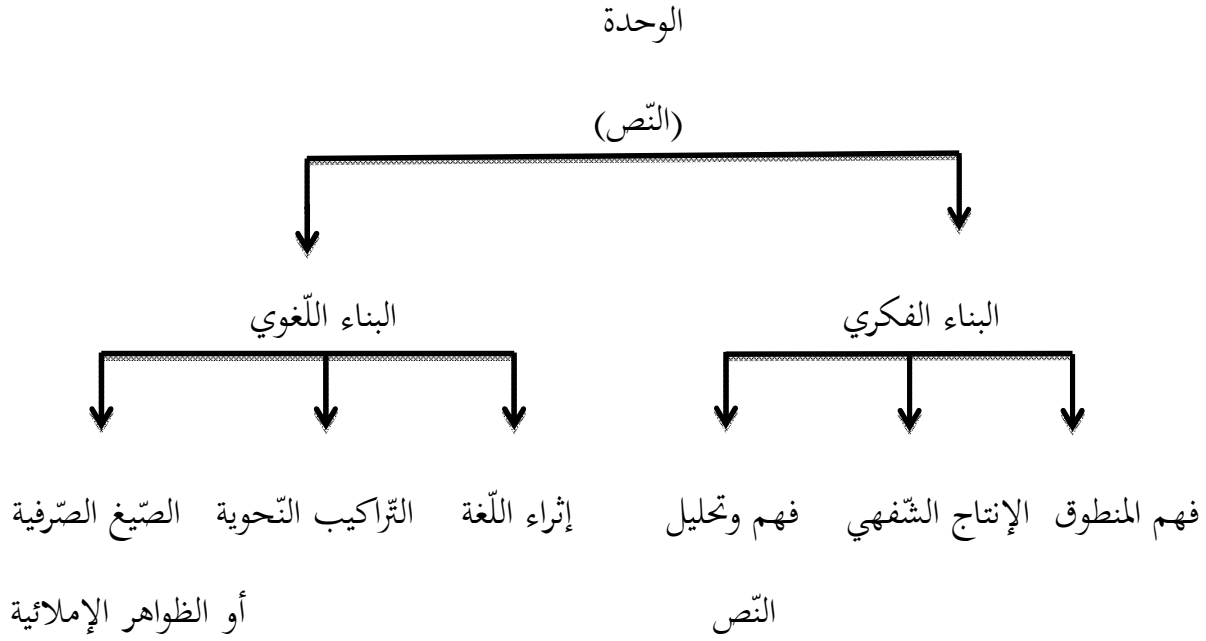 الوحدة
(النّص)
البناء الفكري البناء اللّغوي
فهم المنطوق الإنتاج الشّفهي فهم وتحليل إثراء اللّغة التّراكيب النّحوية الصّيغ الصّرفية
النّص أو الظواهر الإملائية